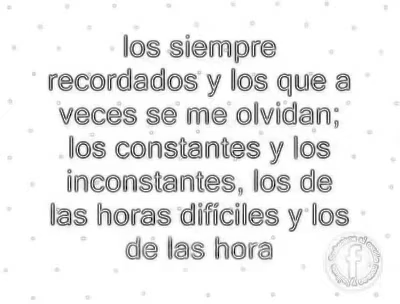 los siempre
recordados y los que a
veces se me olvidan;
los constantes y los
inconstantes, los de
las horas difíciles y los
de las hora